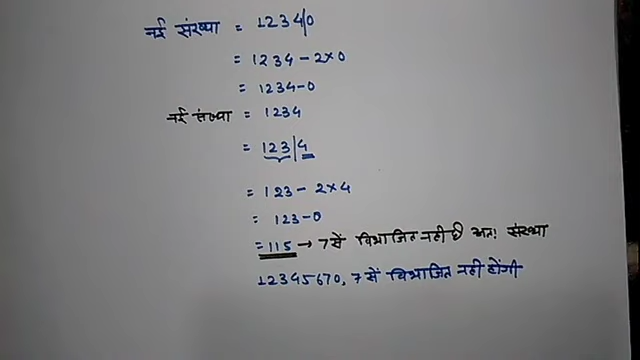 नई संख्या = 1234|0
= 1234 - 2×0
= 1234-0
नई संख्या = 1234
= 123|4
= 123 - 2×4
= 123-0
= 115 → 7 सें विभाजित नही है अत: संख्या
12345670, 7 सें विभाजित नही होंगी